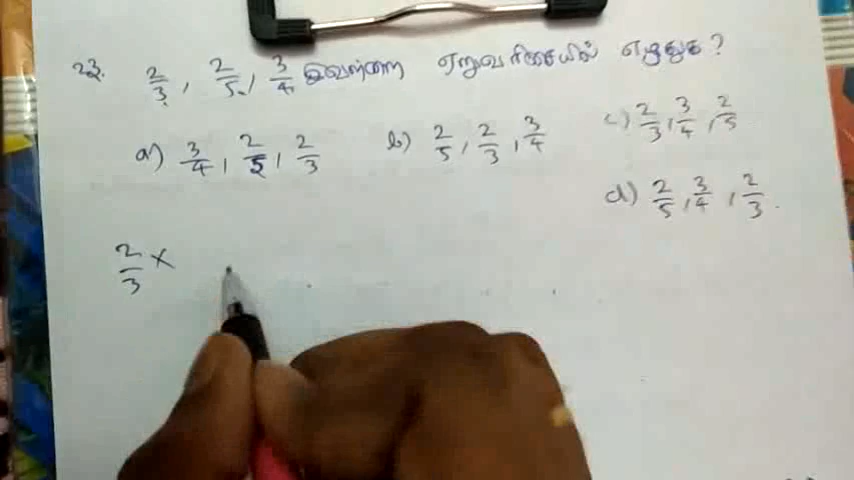 23. 2/3, 2/5, 3/4 இவற்றை ஏறுவரிசையில் எழுதுக?
a) 3/4, 2/5, 2/3
b) 2/5, 2/3, 3/4
c) 2/3, 3/4, 2/5
d) 2/5, 3/4, 2/3.
2/3 ×